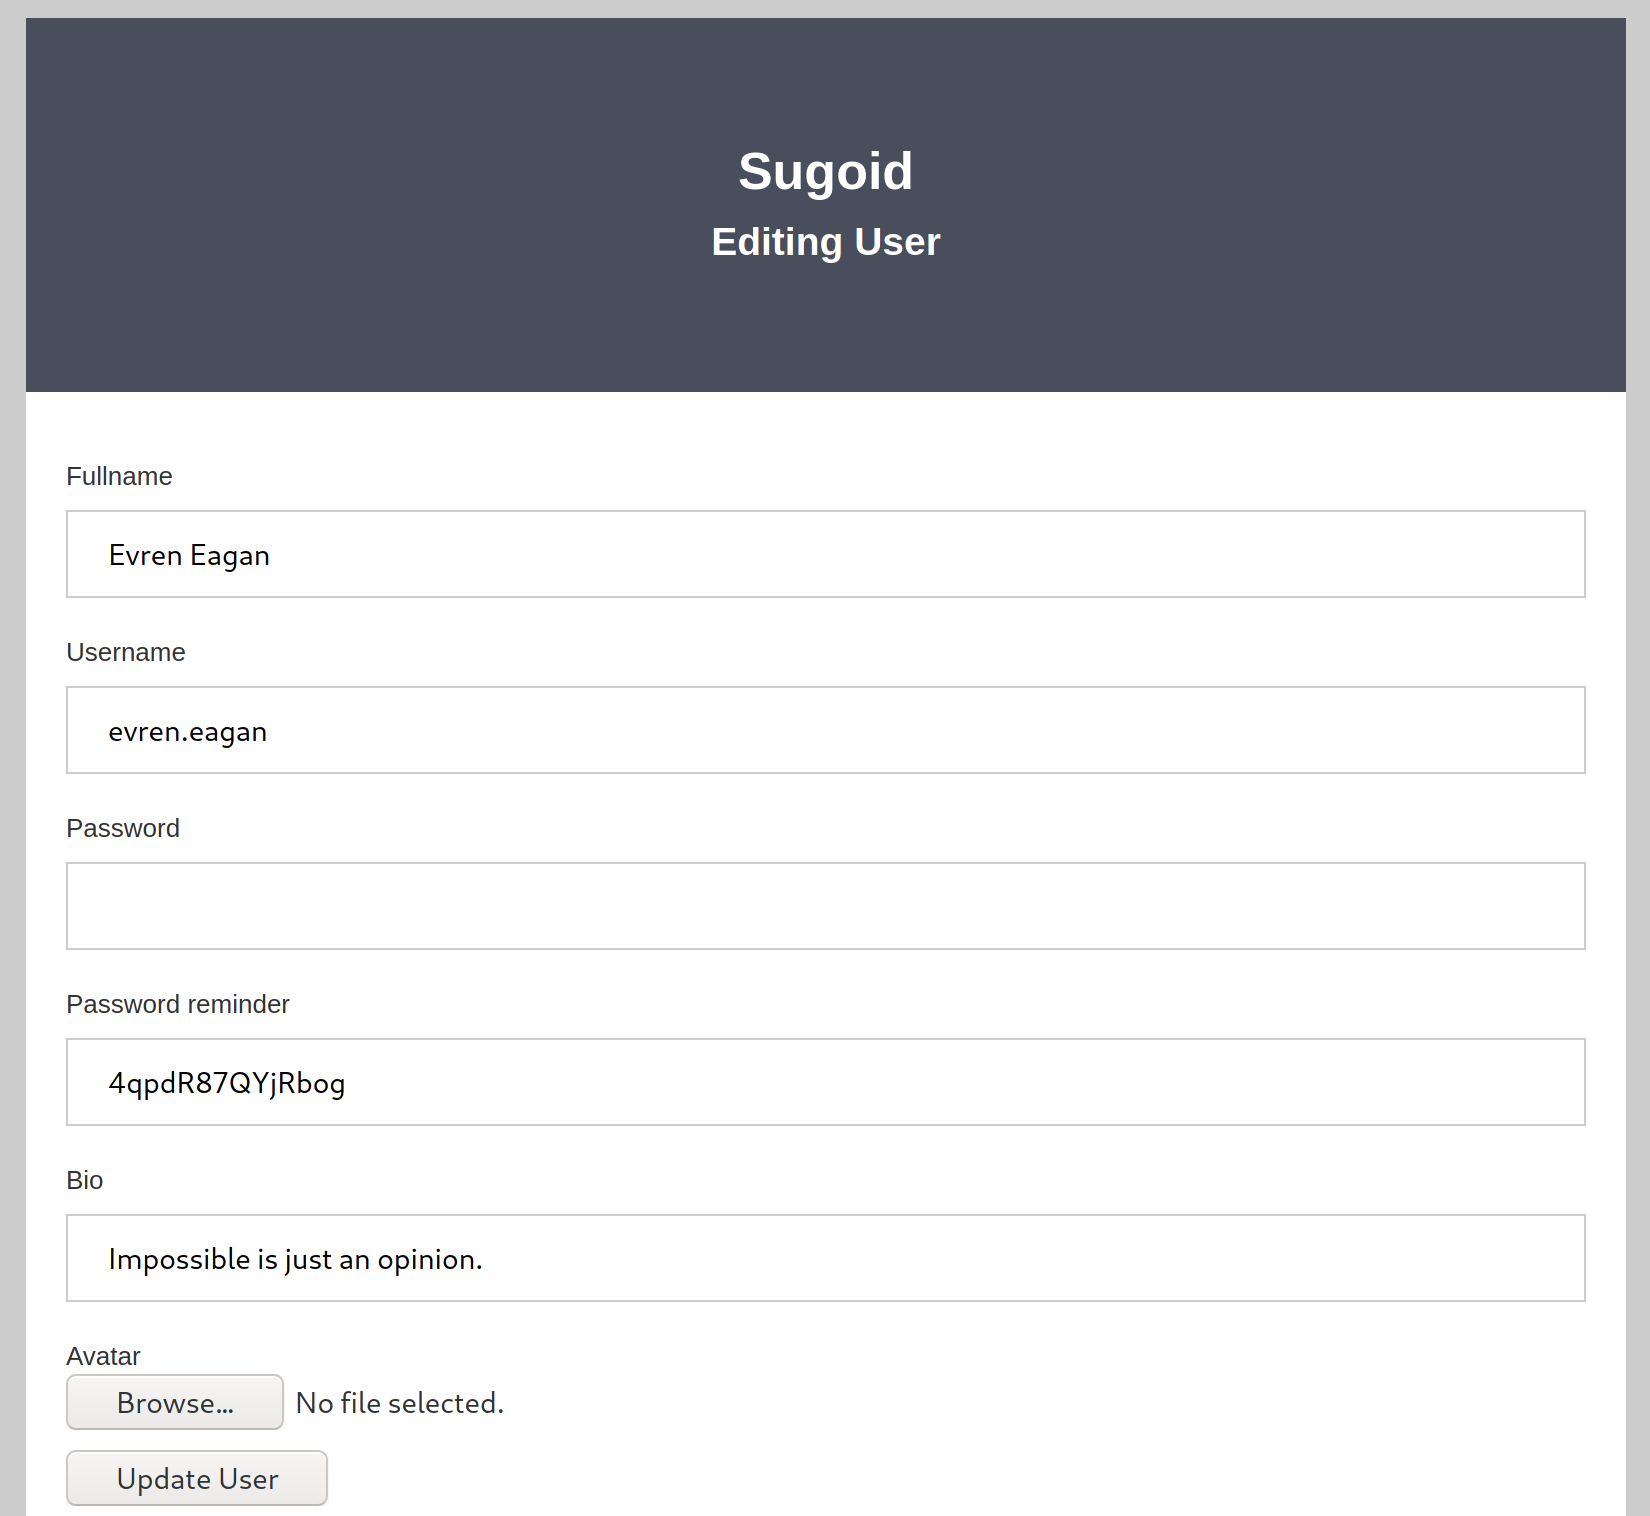 Sugoid
Editing User
Fullname
Evren Eagan
Username
evren.eagan
Password
Password reminder
4qpdR87QYjRbog
Bio
Impossible is just an opinion.
Avatar
Browse... No file selected.
Update User